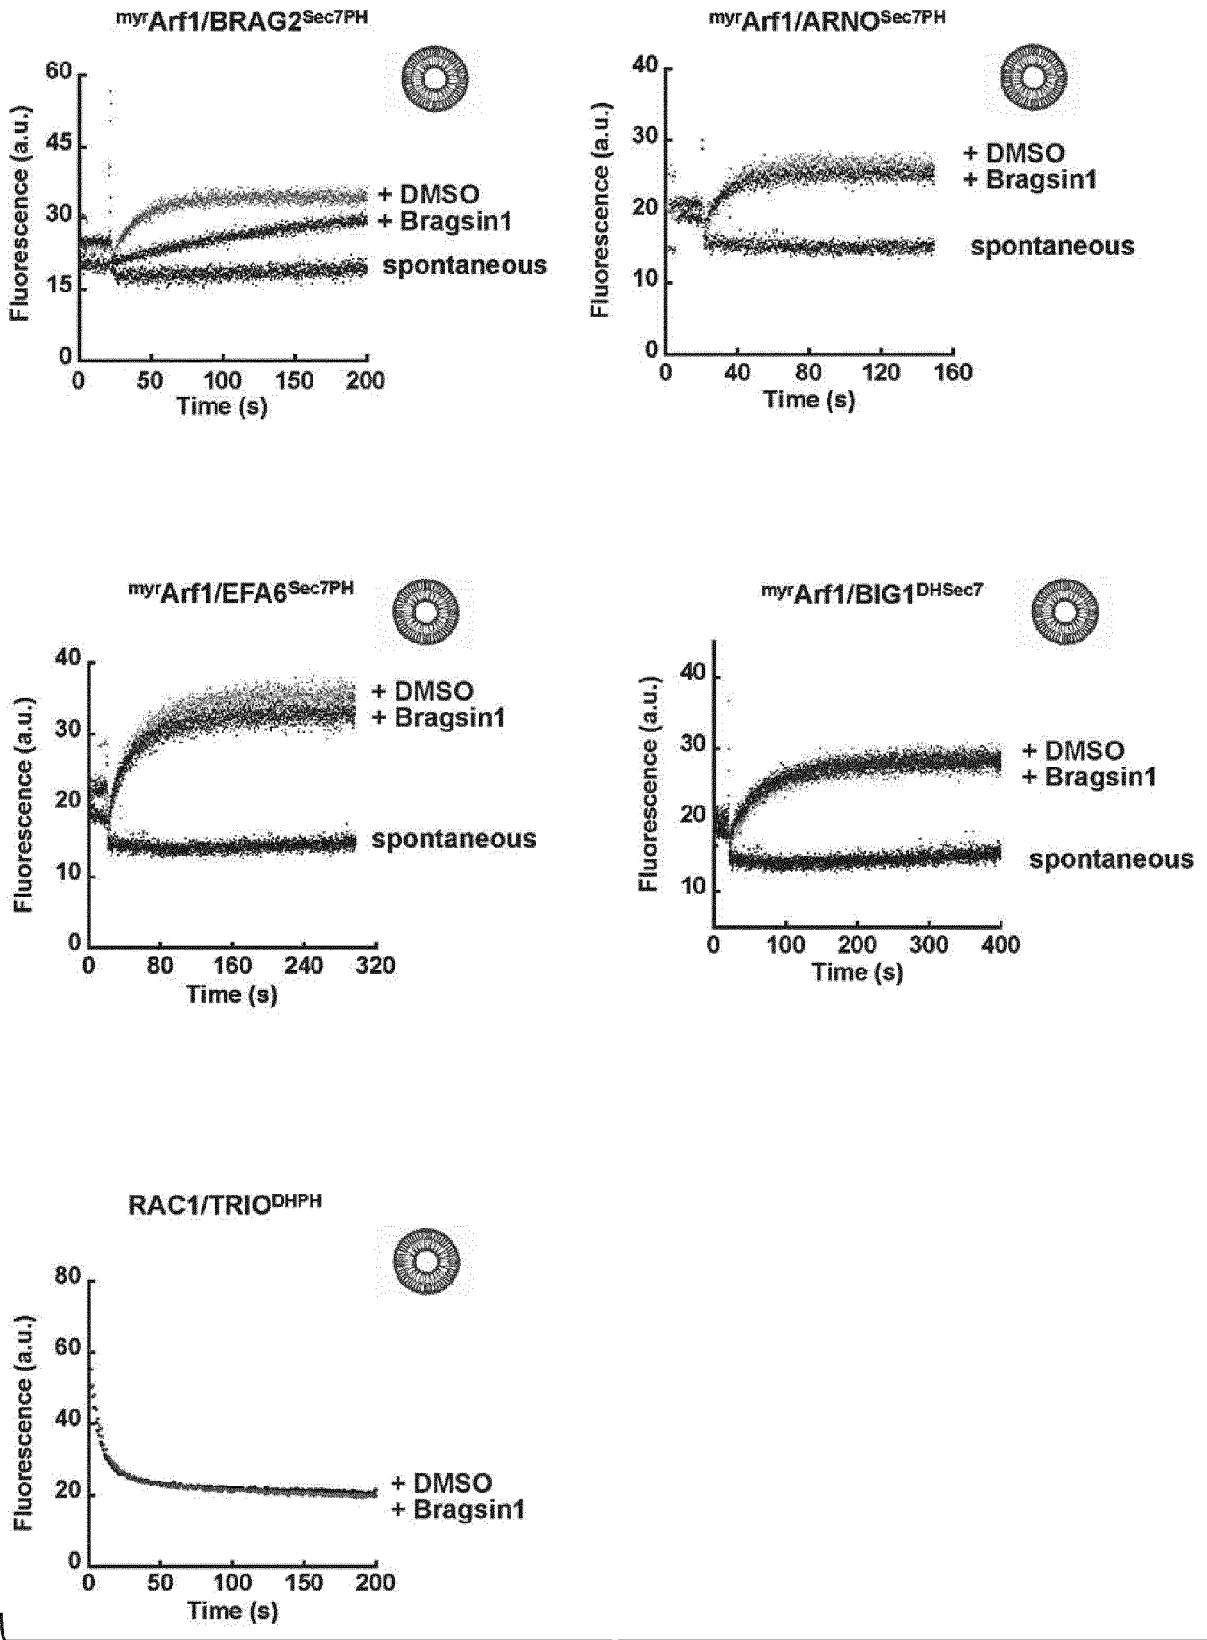 myrArf1/BRAG2Sec7PH
60
45
30
15
0
Fluorescence (a.u.)
+ DMSO
+ Bragsin1
spontaneous
0 50 100 150 200
Time (s)
myrArf1/ARNOSec7PH
40
30
20
10
0
Fluorescence (a.u.)
+ DMSO
+ Bragsin1
spontaneous
0 40 80 120 160
Time (s)
myrArf1/EFA6Sec7PH
40
30
20
10
0
Fluorescence (a.u.)
+ DMSO
+ Bragsin1
spontaneous
0 80 160 240 320
Time (s)
myrArf1/BIG1DHSec7
40
30
20
10
Fluorescence (a.u.)
+ DMSO
+ Bragsin1
spontaneous
0 100 200 300 400
Time (s)
RAC1/TRIODHPH
80
60
40
20
0
Fluorescence (a.u.)
+ DMSO
+ Bragsin1
0 50 100 150 200
Time (s)